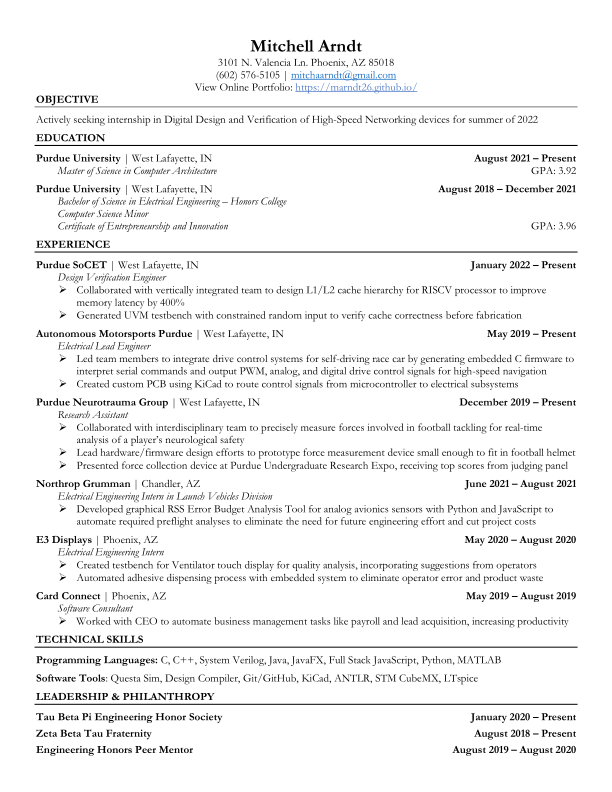 Mitchell Arndt
3101 N. Valencia Ln. Phoenix, AZ 85018
(602) 576-5105 | mitchaarndt@gmail.com
View Online Portfolio: https://marndt26.github.io/
OBJECTIVE
Actively seeking internship in Digital Design and Verification of High-Speed Networking devices for summer of 2022
EDUCATION
Purdue University | West Lafayette, IN August 2021 – Present
Master of Science in Computer Architecture GPA: 3.92
Purdue University | West Lafayette, IN August 2018 – December 2021
Bachelor of Science in Electrical Engineering – Honors College
Computer Science Minor
Certificate of Entrepreneurship and Innovation GPA: 3.96
EXPERIENCE
Purdue SoCET | West Lafayette, IN January 2022 – Present
Design Verification Engineer
➢ Collaborated with vertically integrated team to design L1/L2 cache hierarchy for RISCV processor to improve
memory latency by 400%
➢ Generated UVM testbench with constrained random input to verify cache correctness before fabrication
Autonomous Motorsports Purdue | West Lafayette, IN May 2019 – Present
Electrical Lead Engineer
➢ Led team members to integrate drive control systems for self-driving race car by generating embedded C firmware to
interpret serial commands and output PWM, analog, and digital drive control signals for high-speed navigation
➢ Created custom PCB using KiCad to route control signals from microcontroller to electrical subsystems
Purdue Neurotrauma Group | West Lafayette, IN December 2019 – Present
Research Assistant
➢ Collaborated with interdisciplinary team to precisely measure forces involved in football tackling for real-time
analysis of a player's neurological safety
➢ Lead hardware/firmware design efforts to prototype force measurement device small enough to fit in football helmet
➢ Presented force collection device at Purdue Undergraduate Research Expo, receiving top scores from judging panel
Northrop Grumman | Chandler, AZ June 2021 – August 2021
Electrical Engineering Intern in Launch Vehicles Division
➢ Developed graphical RSS Error Budget Analysis Tool for analog avionics sensors with Python and JavaScript to
automate required preflight analyses to eliminate the need for future engineering effort and cut project costs
E3 Displays | Phoenix, AZ May 2020 – August 2020
Electrical Engineering Intern
➢ Created testbench for Ventilator touch display for quality analysis, incorporating suggestions from operators
➢ Automated adhesive dispensing process with embedded system to eliminate operator error and product waste
Card Connect | Phoenix, AZ May 2019 – August 2019
Software Consultant
➢ Worked with CEO to automate business management tasks like payroll and lead acquisition, increasing productivity
TECHNICAL SKILLS
Programming Languages: C, C++, System Verilog, Java, JavaFX, Full Stack JavaScript, Python, MATLAB
Software Tools: Questa Sim, Design Compiler, Git/GitHub, KiCad, ANTLR, STM CubeMX, LTspice
LEADERSHIP & PHILANTHROPY
Tau Beta Pi Engineering Honor Society January 2020 – Present
Zeta Beta Tau Fraternity August 2018 – Present
Engineering Honors Peer Mentor August 2019 – August 2020